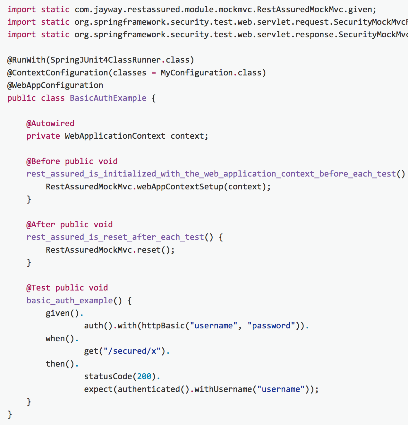 import static com.jayway.restassured.module.mockmvc.RestAssuredMockMvc.given;
import static org.springframework.security.test.web.servlet.request.SecurityMockMvcF
import static org.springframework.security.test.web.servlet.response.SecurityMockMv
@RunWith(SpringJUnit4ClassRunner.class)
@ContextConfiguration(classes = MyConfiguration.class)
@WebAppConfiguration
public class BasicAuthExample {
@Autowired
private WebApplicationContext context;
@Before public void
rest_assured_is_initialized_with_the_web_application_context_before_each_test()
RestAssuredMockMvc.webAppContextSetup(context);
}
@After public void
rest_assured_is_reset_after_each_test() {
RestAssuredMockMvc.reset();
}
@Test public void
basic_auth_example() {
given().
auth().with(httpBasic("username", "password")).
when().
get("/secured/x").
then().
statusCode(200).
expect(authenticated().withUsername("username"));
}
}